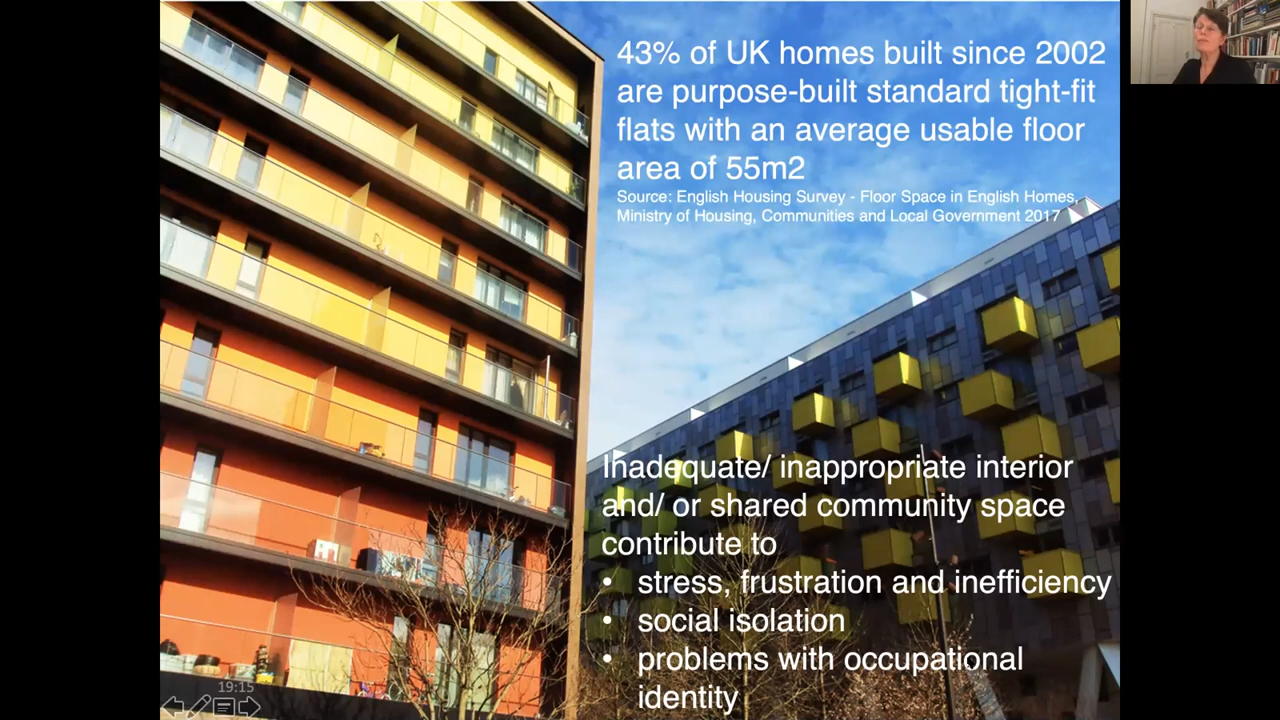 43% of UK homes built since 2002
are purpose-built standard tight-fit
flats with an average usable floor
area of 55m2
Source: English Housing Survey - Floor Space in English Homes,
Ministry of Housing, Communities and Local Government 2017
Inadequate/ inappropriate interior
and/ or shared community space
contribute to
• stress, frustration and inefficiency
• social isolation
• problems with occupational
identity
19:15